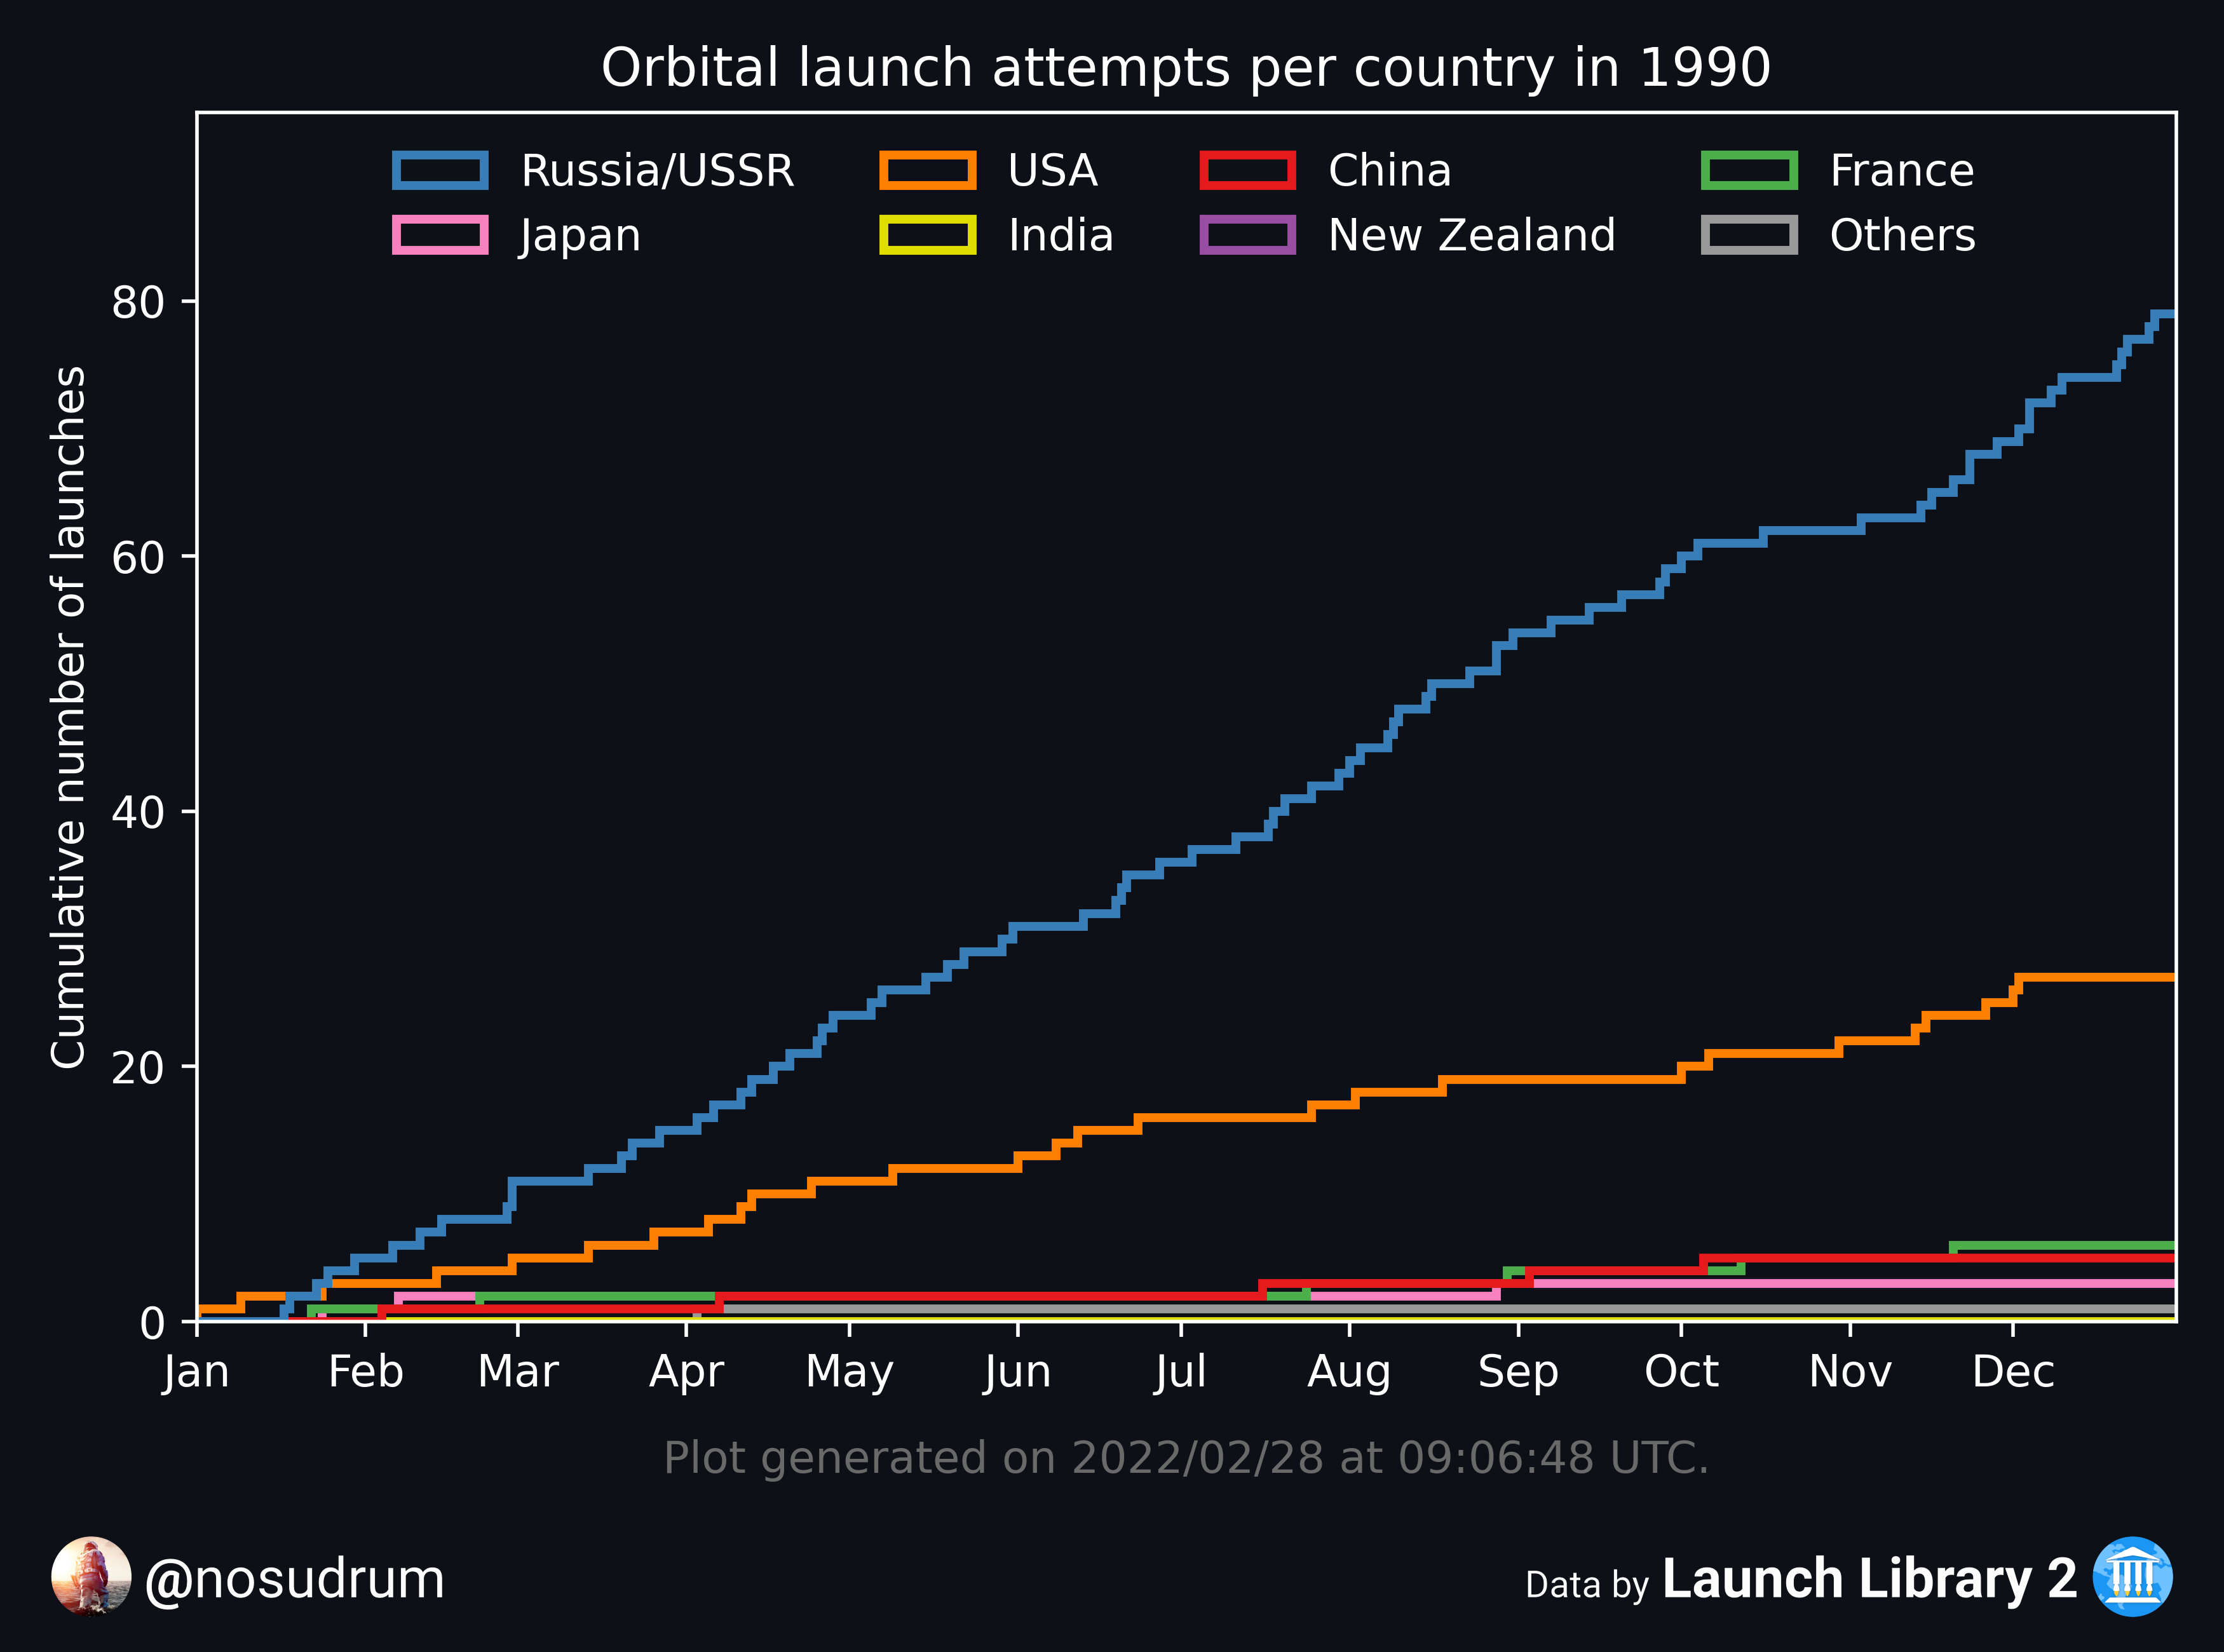 Orbital launch attempts per country in 1990
Russia/USSR USA China France
Japan India New Zealand Others
Cumulative number of launches
80
60
40
20
0
Jan Feb Mar Apr May Jun Jul Aug Sep Oct Nov Dec
Plot generated on 2022/02/28 at 09:06:48 UTC.
@nosudrum
Data by Launch Library 2